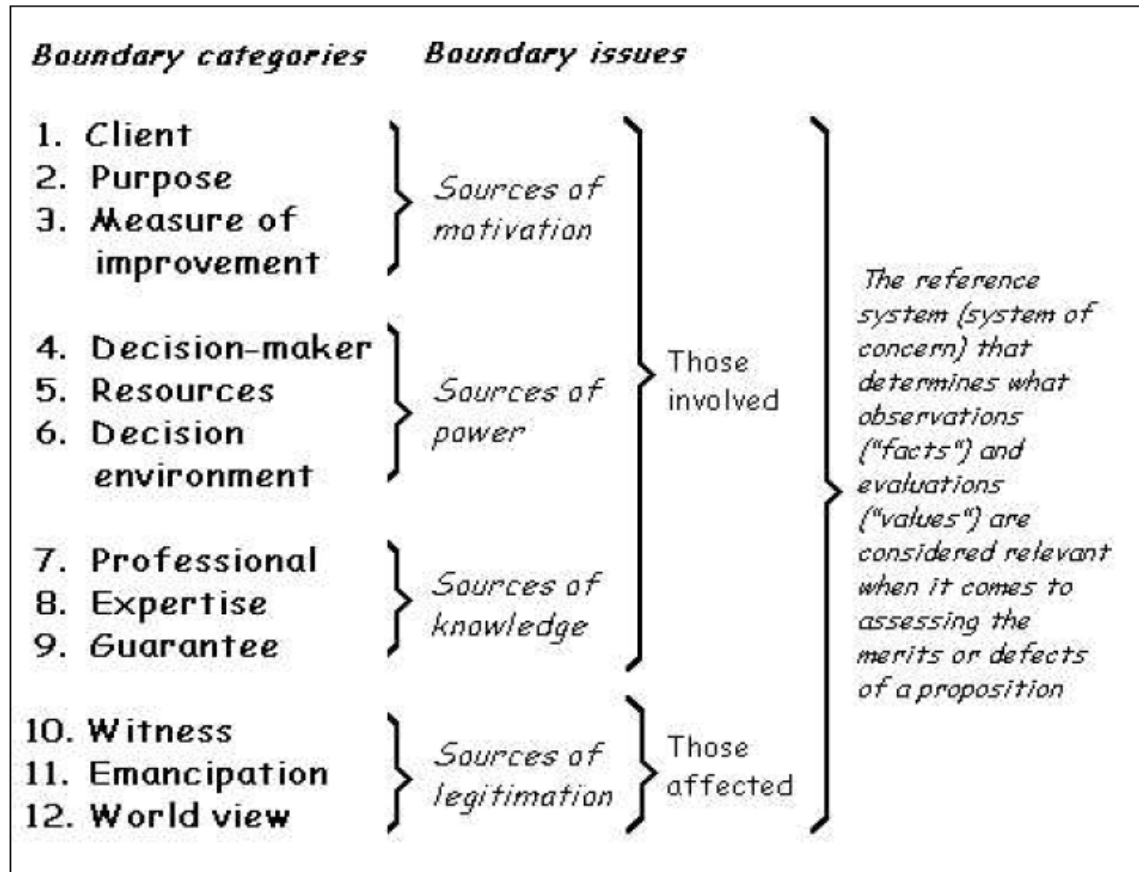 Boundary categories
Boundary issues
1. Client
2. Purpose
3. Measure of
improvement
Sources of
motivation
4. Decision-maker
5. Resources
6. Decision
environment
Sources of
power
7. Professional
8. Expertise
9. Guarantee
Sources of
knowledge
Those
involved
10. Witness
11. Emancipation
12. World view
Sources of
legitimation
Those
affected
The reference
system (system of
concern) that
determines what
observations
("facts") and
evaluations
("values") are
considered relevant
when it comes to
assessing the
merits or defects
of a proposition